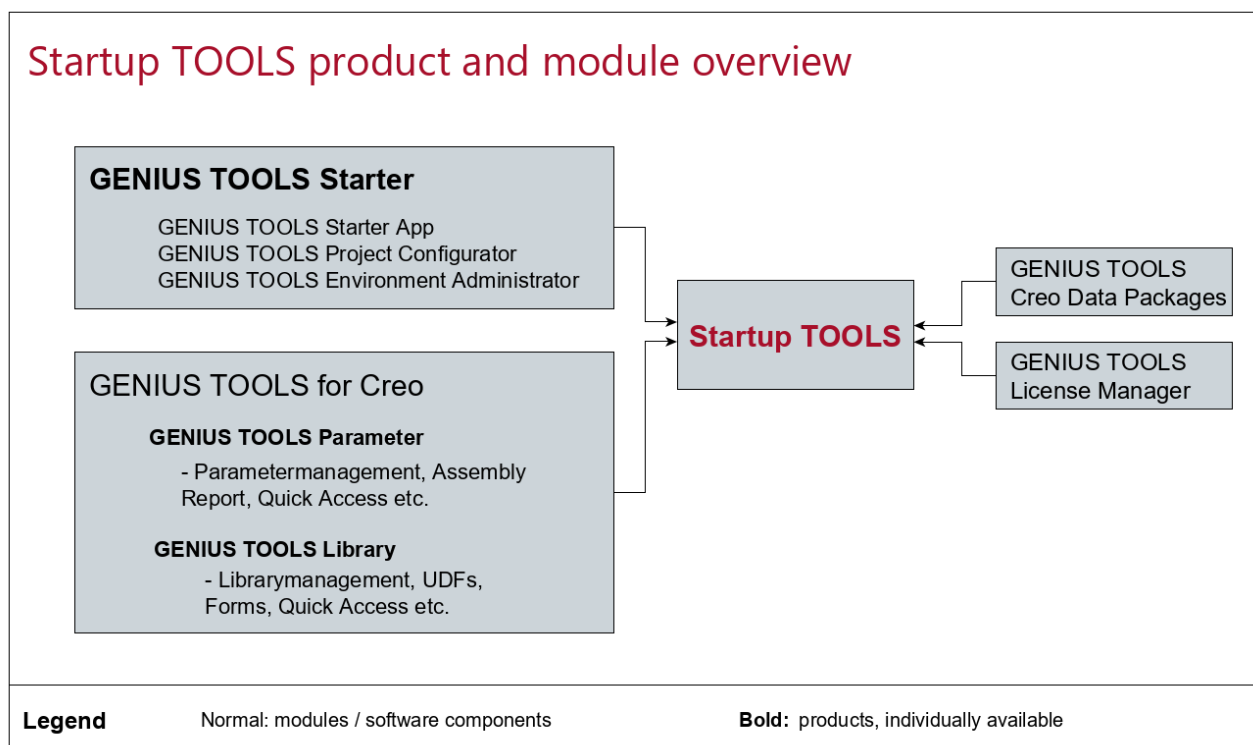 Startup TOOLS product and module overview
GENIUS TOOLS Starter
GENIUS TOOLS Starter App
GENIUS TOOLS Project Configurator
GENIUS TOOLS Environment Administrator
GENIUS TOOLS for Creo
GENIUS TOOLS Parameter
- Parametermanagement, Assembly
Report, Quick Access etc.
GENIUS TOOLS Library
- Librarymanagement, UDFs,
Forms, Quick Access etc.
Startup TOOLS
GENIUS TOOLS
Creo Data Packages
GENIUS TOOLS
License Manager
Legend
Normal: modules / software components
Bold: products, individually available